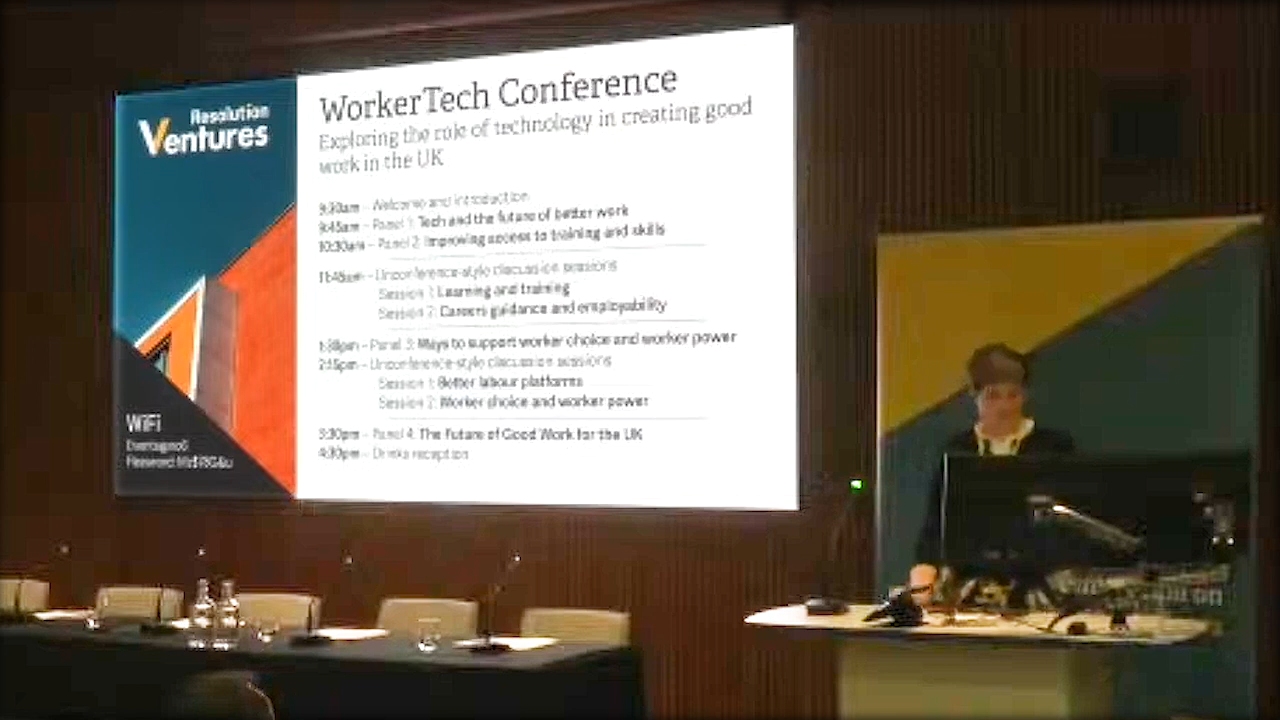 Resolution
Ventures
WorkerTech Conference
Exploring the role of technology in creating good
work in the UK
9:30am – Welcome and introduction
9:45am – Panel 1: Tech and the future of better work
10:30am – Panel 2: Improving access to training and skills
11:45am – Unconference-style discussion sessions
Session 1: Learning and training
Session 2: Careers guidance and employability
1:30pm – Panel 3: Ways to support worker choice and worker power
2:15pm – Unconference-style discussion sessions
Session 1: Better labour platforms
Session 2: Worker choice and worker power
3:30pm – Panel 4: The Future of Good Work for the UK
4:30pm – Drinks reception
WiFi
Password